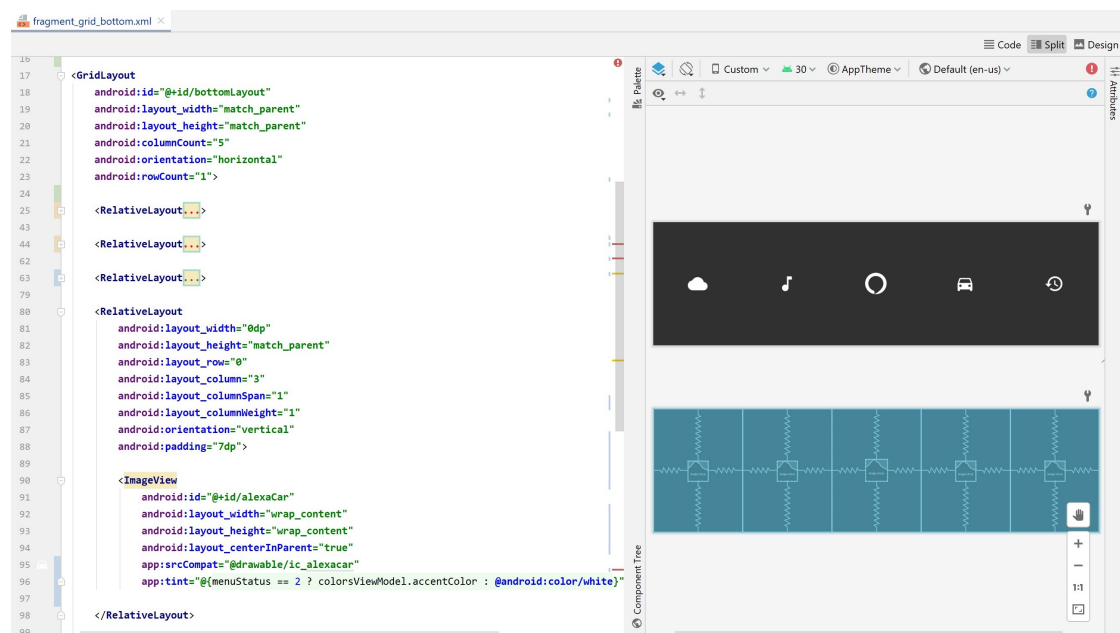 fragment_grid_bottom.xml
Code Split Design
16
17 <GridLayout
18 android:id="@+id/bottomLayout"
19 android:layout_width="match_parent"
20 android:layout_height="match_parent"
21 android:columnCount="5"
22 android:orientation="horizontal"
23 android:rowCount="1">
24
25 <RelativeLayout...>
43
44 <RelativeLayout...>
62
63 <RelativeLayout...>
79
80 <RelativeLayout
81 android:layout_width="0dp"
82 android:layout_height="match_parent"
83 android:layout_row="0"
84 android:layout_column="3"
85 android:layout_columnSpan="1"
86 android:layout_columnWeight="1"
87 android:orientation="vertical"
88 android:padding="7dp">
89
90 <ImageView
91 android:id="@+id/alexaCar"
92 android:layout_width="wrap_content"
93 android:layout_height="wrap_content"
94 android:layout_centerInParent="true"
95 app:srcCompat="@drawable/ic_alexacar"
96 app:tint="@{menuStatus == 2 ? colorsViewModel.accentColor : @android:color/white}"
97
98 </RelativeLayout>
99
Palette
Component Tree
Custom 30 AppTheme Default (en-us)
Attributes
1:1